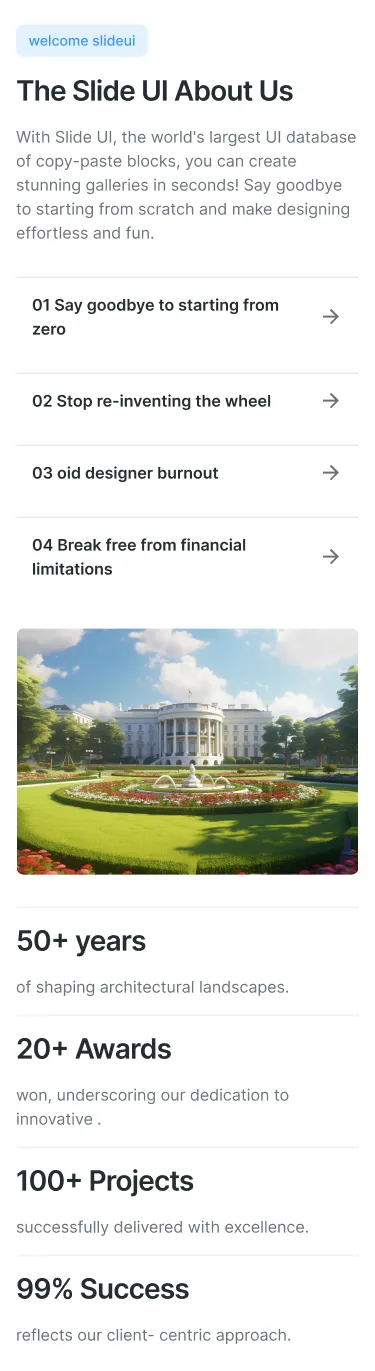 welcome slideui
The Slide UI About Us
With Slide UI, the world's largest UI database
of copy-paste blocks, you can create
stunning galleries in seconds! Say goodbye
to starting from scratch and make designing
effortless and fun.
01 Say goodbye to starting from
zero
02 Stop re-inventing the wheel
03 oid designer burnout
04 Break free from financial
limitations
50+ years
of shaping architectural landscapes.
20+ Awards
won, underscoring our dedication to
innovative .
100+ Projects
successfully delivered with excellence.
99% Success
reflects our client- centric approach.